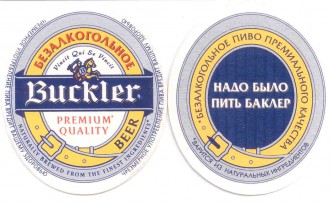 БЕЗАЛКОГОЛЬНОЕ
Vincit Qui Se Vincit
Buckler
PREMIUM
QUALITY
BEER
NATURALLY BREWED FROM THE FINEST INGREDIENTS
БЕЗАЛКОГОЛЬНОЕ ПИВО ПРЕМИАЛЬНОГО КАЧЕСТВА
НАДО БЫЛО
ПИТЬ БАКЛЕР
ВАРИТСЯ ИЗ НАТУРАЛЬНЫХ ИНГРЕДИЕНТОВ